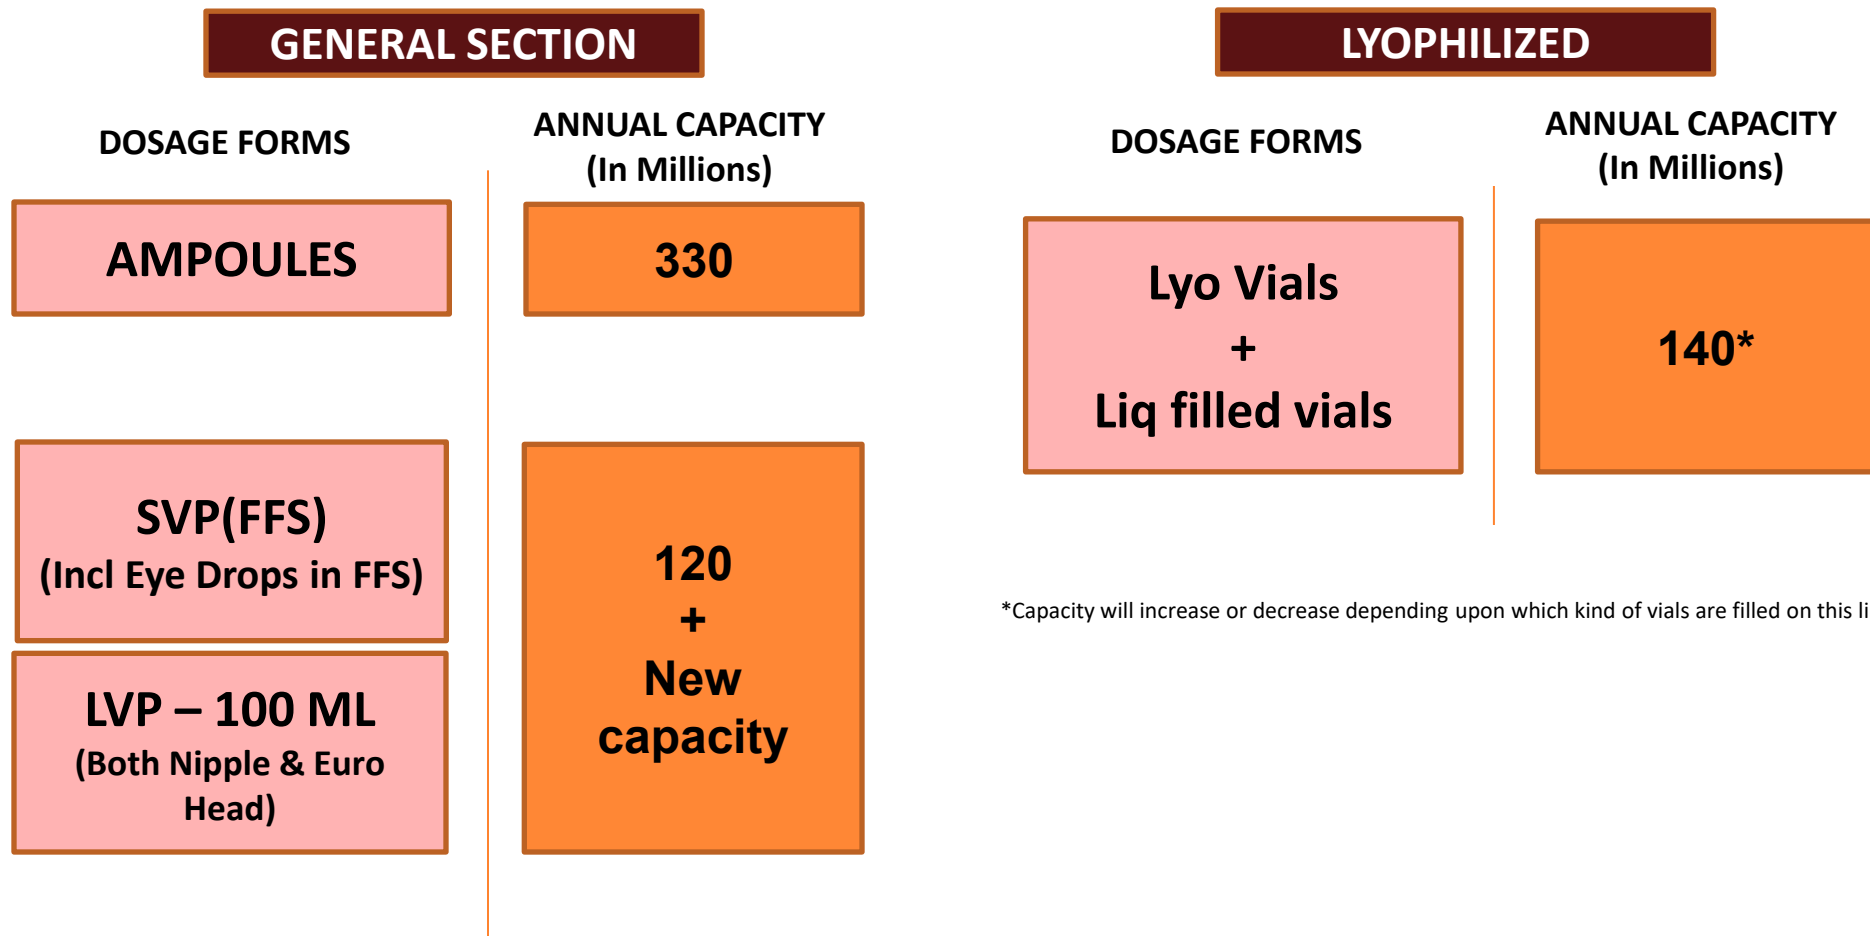 GENERAL SECTION
DOSAGE FORMS
ANNUAL CAPACITY
(In Millions)
AMPOULES
330
SVP(FFS)
(Incl Eye Drops in FFS)
LVP – 100 ML
(Both Nipple & Euro
Head)
120
+
New
capacity
LYOPHILIZED
DOSAGE FORMS
ANNUAL CAPACITY
(In Millions)
Lyo Vials
+
Liq filled vials
140*
*Capacity will increase or decrease depending upon which kind of vials are filled on this